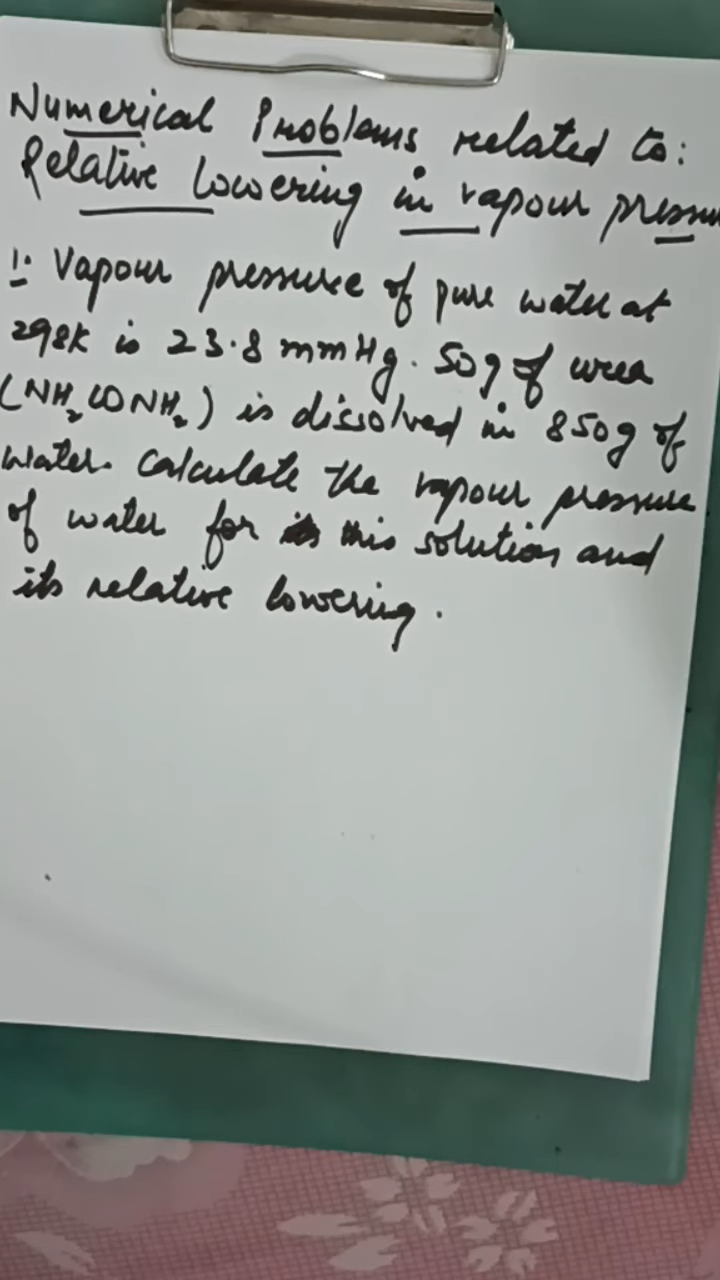 Numerical Problems related to:
Relative lowering in vapour pressu
1: Vapour pressure of pure water at
298K is 23.8 mmHg. 50g of urea
(NH2CONH2) is dissolved in 850g of
water. Calculate the vapour pressure
of water for this solution and
its relative lowering.